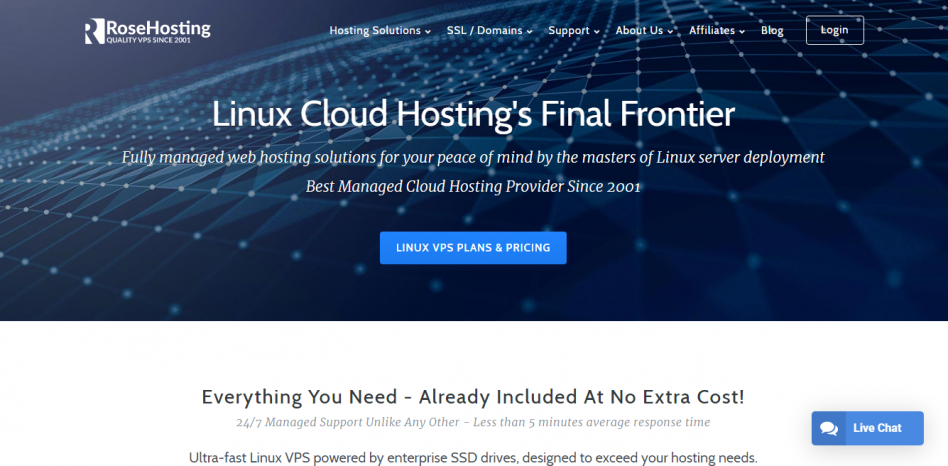 RoseHosting
QUALITY VPS SINCE 2001
Hosting Solutions
SSL / Domains
Support
About Us
Affiliates
Blog
Login
Linux Cloud Hosting's Final Frontier
Fully managed web hosting solutions for your peace of mind by the masters of Linux server deployment
Best Managed Cloud Hosting Provider Since 2001
LINUX VPS PLANS & PRICING
Everything You Need - Already Included At No Extra Cost!
24/7 Managed Support Unlike Any Other - Less than 5 minutes average response time
Live Chat
Ultra-fast Linux VPS powered by enterprise SSD drives, designed to exceed your hosting needs.